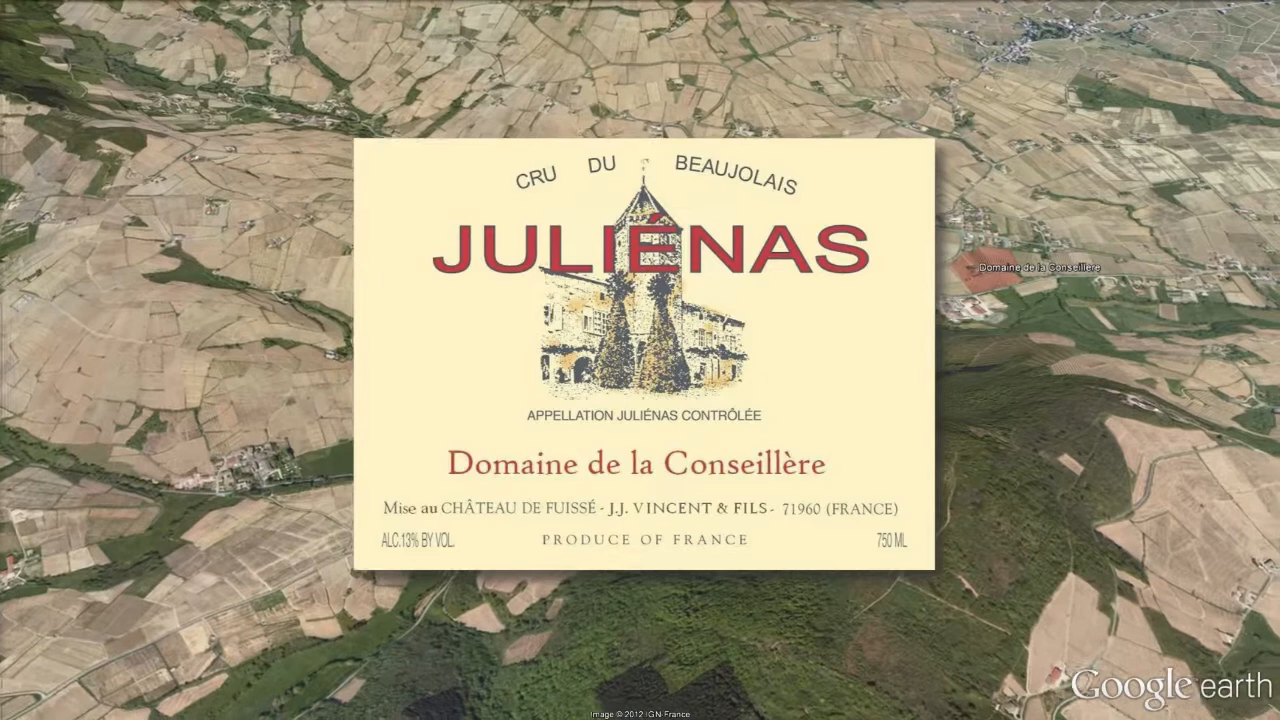 CRU DU BEAUJOLAIS
JULIÉNAS
Domaine de la Conseillère
APPELLATION JULIÉNAS CONTRÔLÉE
Domaine de la Conseillère
Mise au CHÂTEAU DE FUISSÉ - J.J. VINCENT & FILS - 71960 (FRANCE)
ALC.13% BY VOL. PRODUCE OF FRANCE 750 ML
Google earth
Image © 2012 IGN-France